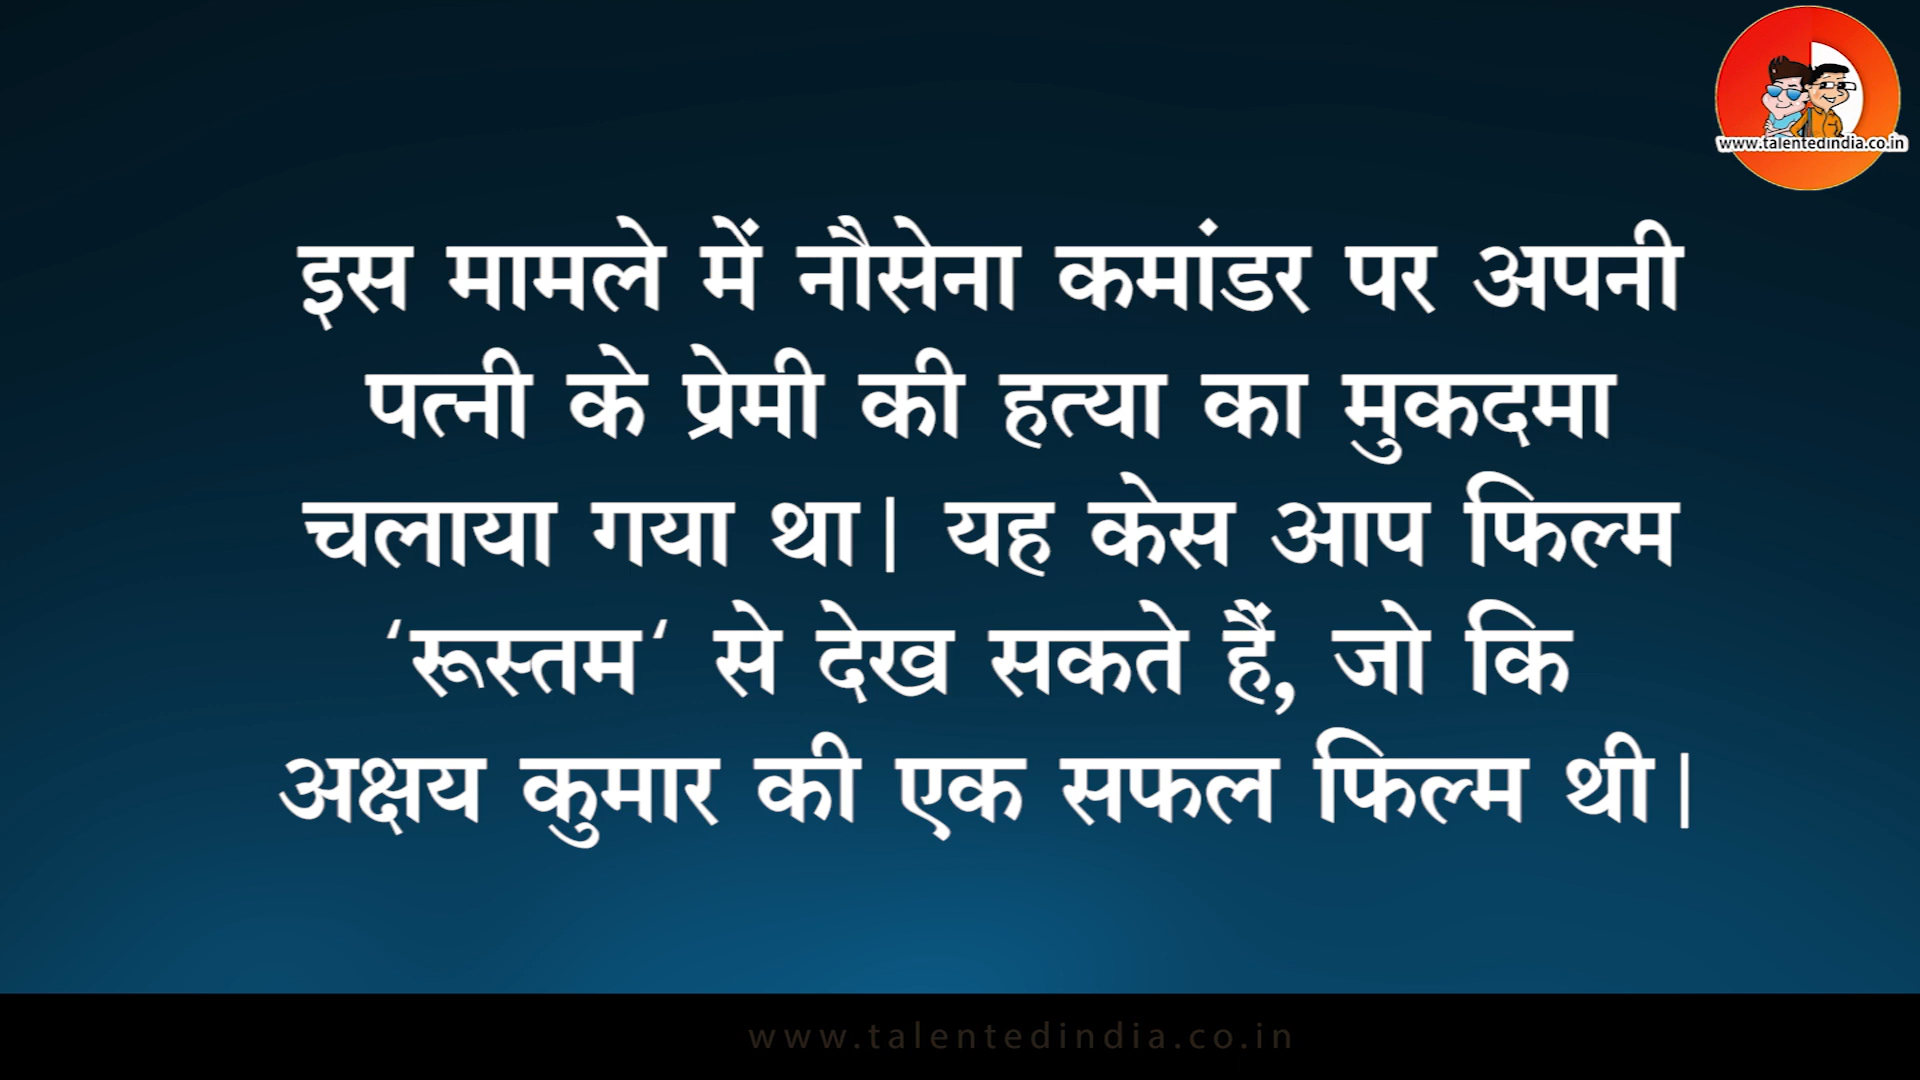 www.talentedindia.co.in
इस मामले में नौसेना कमांडर पर अपनी
पत्नी के प्रेमी की हत्या का मुकदमा
चलाया गया था| यह केस आप फिल्म
‘रूस्तम‘ से देख सकते हैं, जो कि
अक्षय कुमार की एक सफल फिल्म थी|
www.talentedindia.co.in